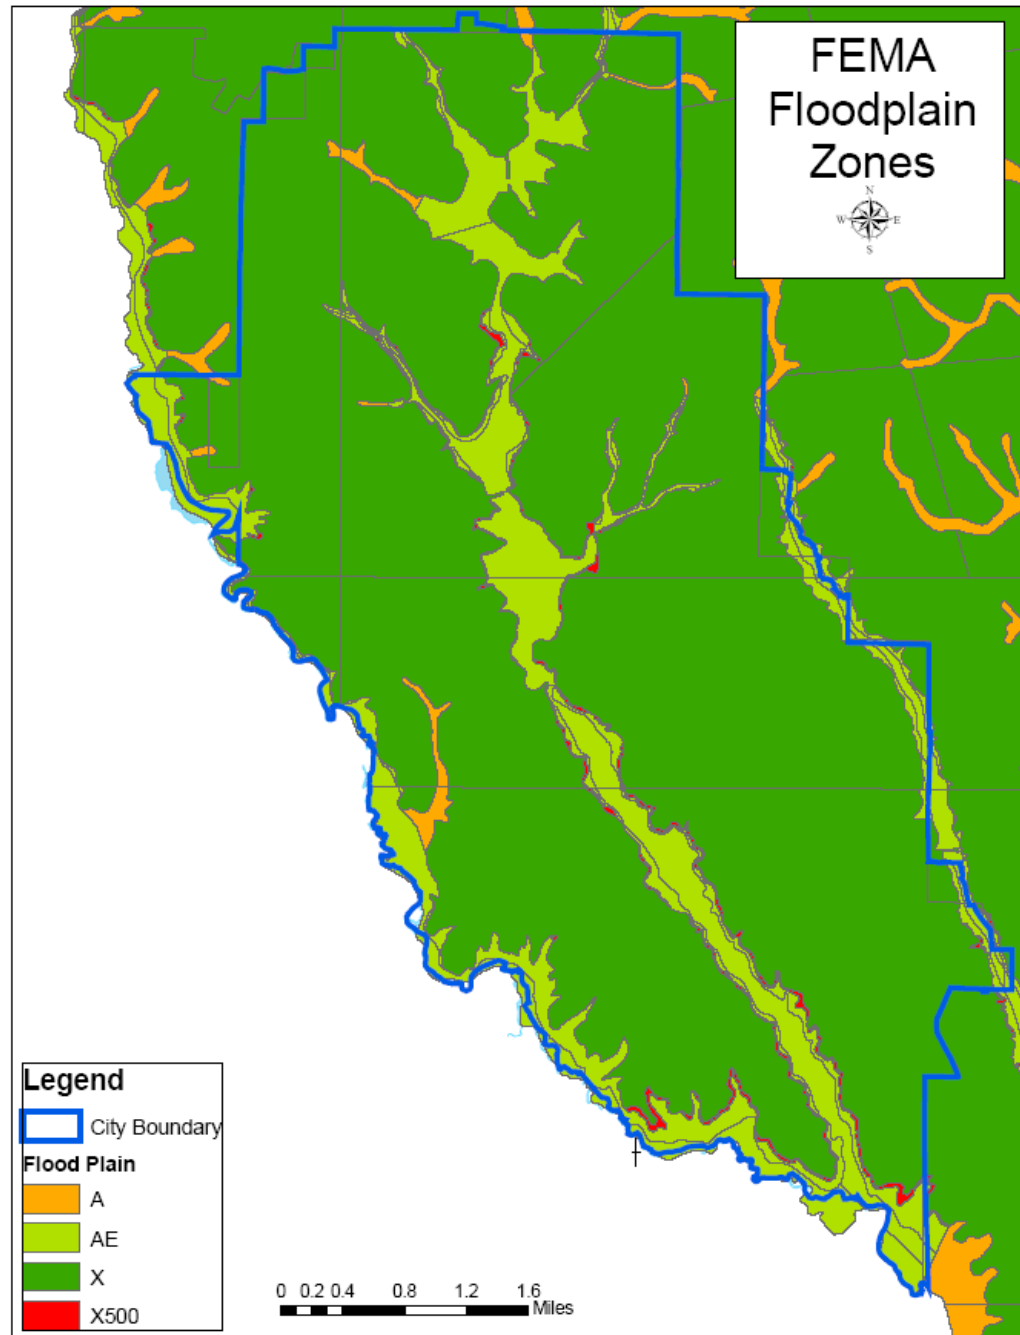 FEMA
Floodplain
Zones
N
W E
S
Legend
City Boundary
Flood Plain
A
AE
X
X500
0 0.2 0.4 0.8 1.2 1.6
Miles